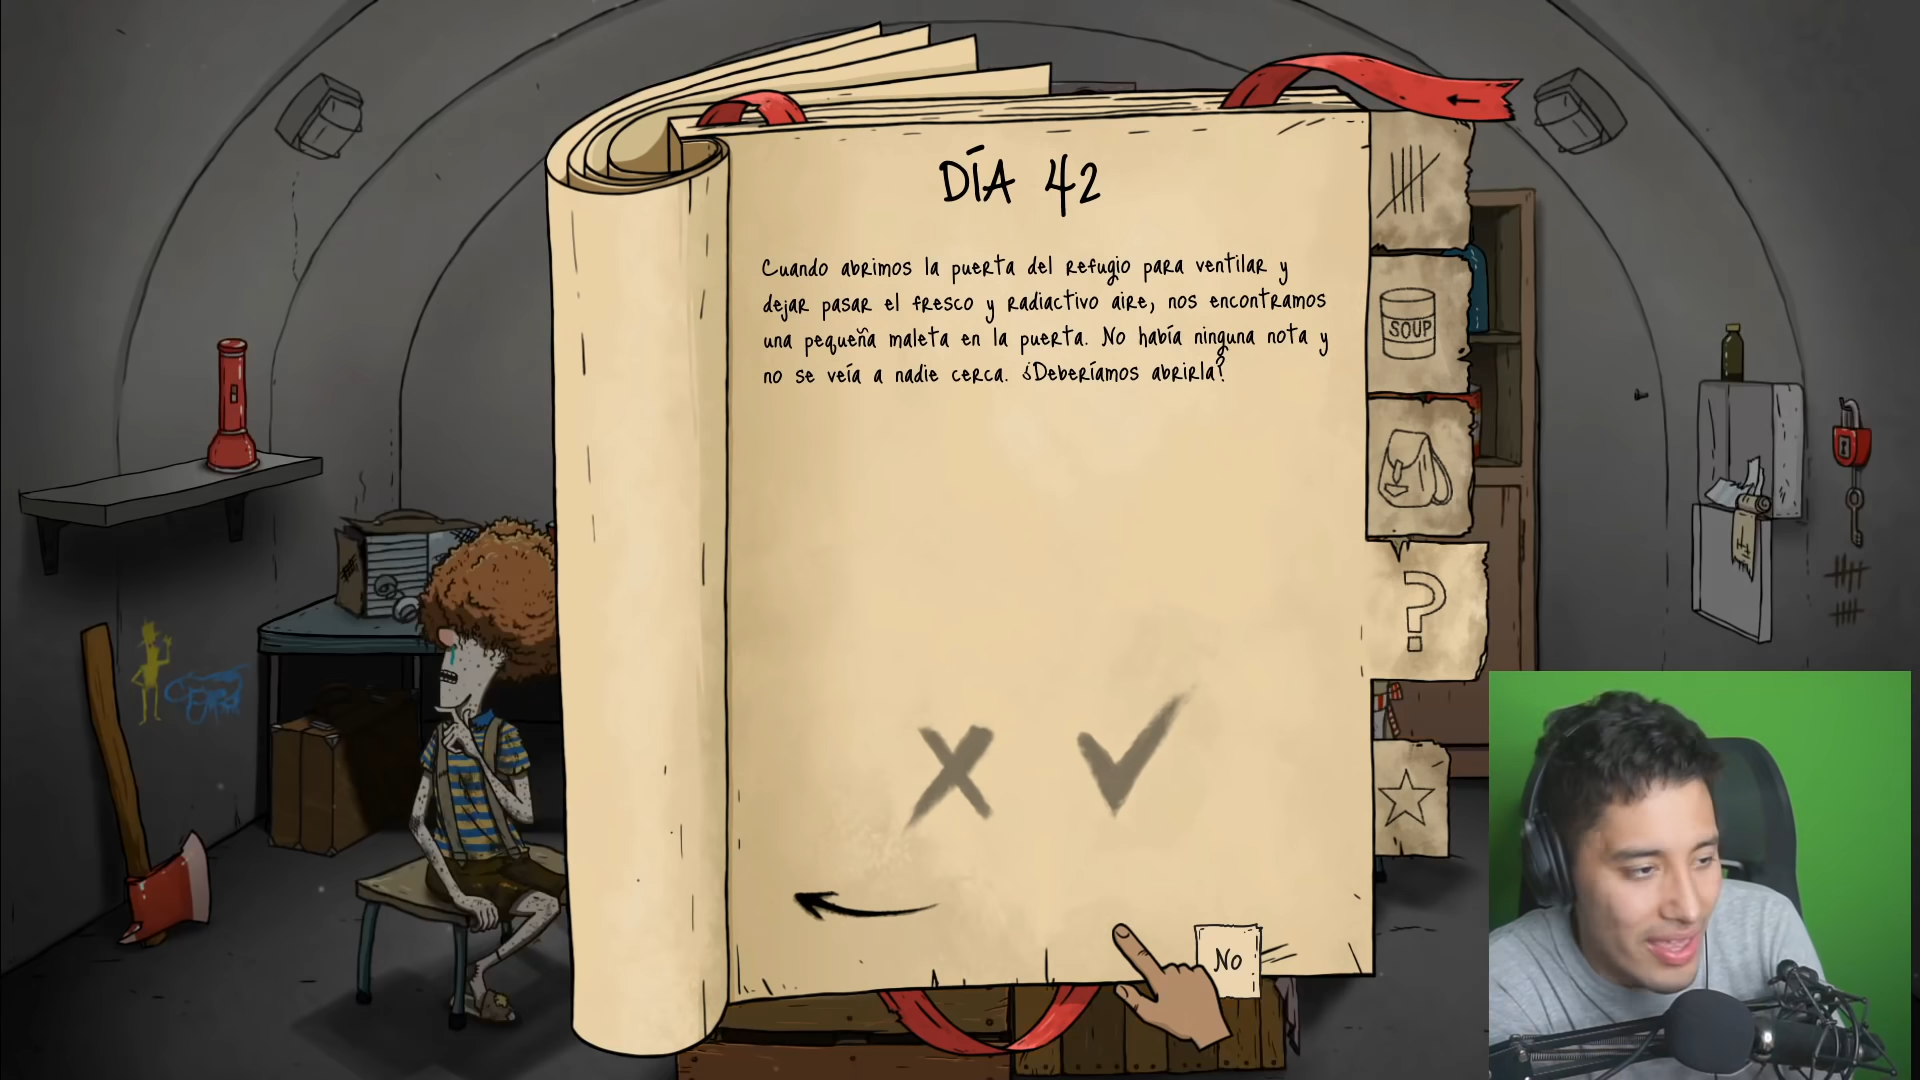 DÍA 42
Cuando abrimos la puerta del refugio para ventilar y
dejar pasar el fresco y radiactivo aire, nos encontramos
una pequeña maleta en la puerta. No había ninguna nota y
no se veía a nadie cerca. ¿Deberíamos abrirla?
SOUP
No